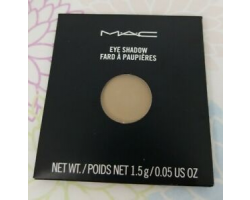 MAC
EYE SHADOW
FARD À PAUPIÈRES
NET WT./POIDS NET 1.5 g/0.05 US OZ